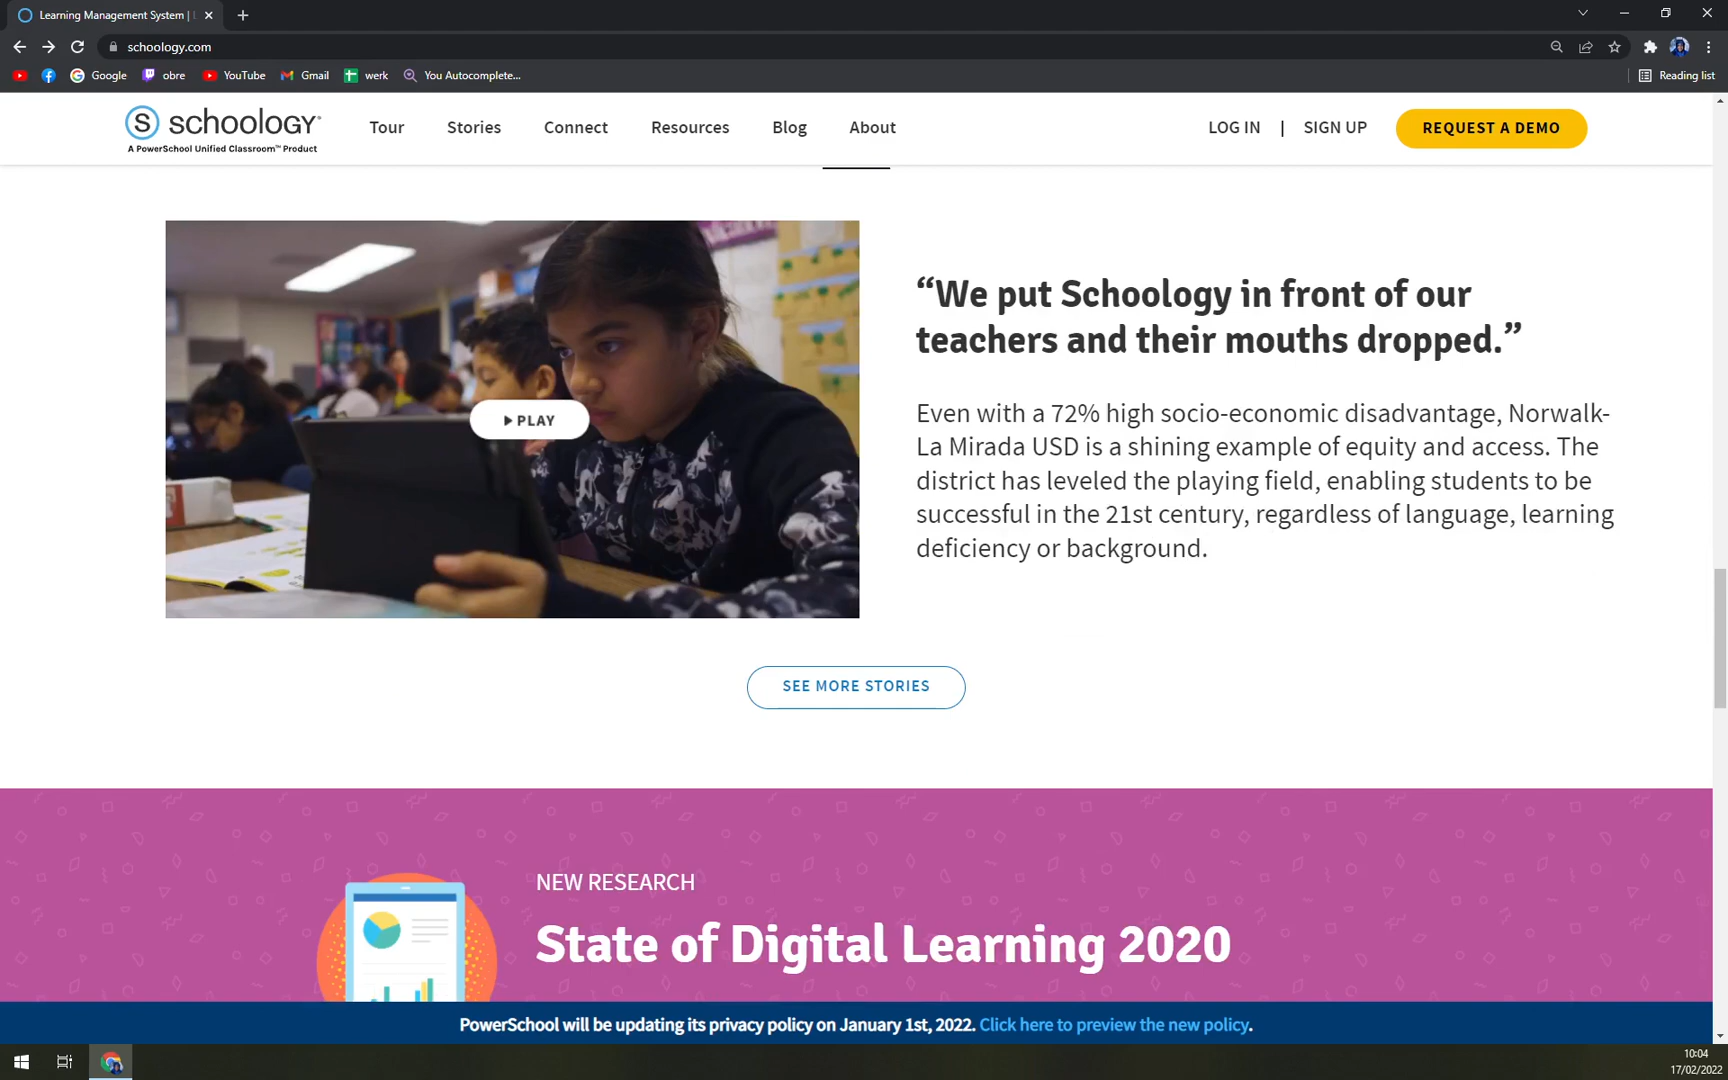 Learning Management System |
schoology.com
Google
obre
YouTube
Gmail
werk
You Autocomplete...
Reading list
S schoology
A PowerSchool Unified Classroom™ Product
Tour
Stories
Connect
Resources
Blog
About
LOG IN | SIGN UP
REQUEST A DEMO
“We put Schoology in front of our
teachers and their mouths dropped.”
PLAY
Even with a 72% high socio-economic disadvantage, Norwalk-
La Mirada USD is a shining example of equity and access. The
district has leveled the playing field, enabling students to be
successful in the 21st century, regardless of language, learning
deficiency or background.
SEE MORE STORIES
NEW RESEARCH
State of Digital Learning 2020
PowerSchool will be updating its privacy policy on January 1st, 2022. Click here to preview the new policy.
10:04
17/02/2022